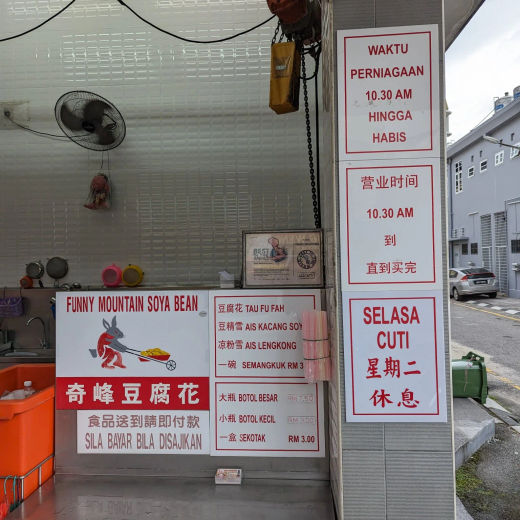 WAKTU
PERNIAGAAN
10.30 AM
HINGGA
HABIS
营业时间
10.30 AM
到
直到买完
SELASA
CUTI
星期二
休息
FUNNY MOUNTAIN SOYA BEAN
奇峰豆腐花
食品送到請即付款
SILA BAYAR BILA DISAJIKAN
豆腐花 TAU FU FAH
豆精雪 AIS KACANG SOY
凉粉雪 AIS LENGKONG
一碗 SEMANGKUK RM 3
大瓶 BOTOL BESAR
小瓶 BOTOL KECIL
一盒 SEKOTAK RM 3.00